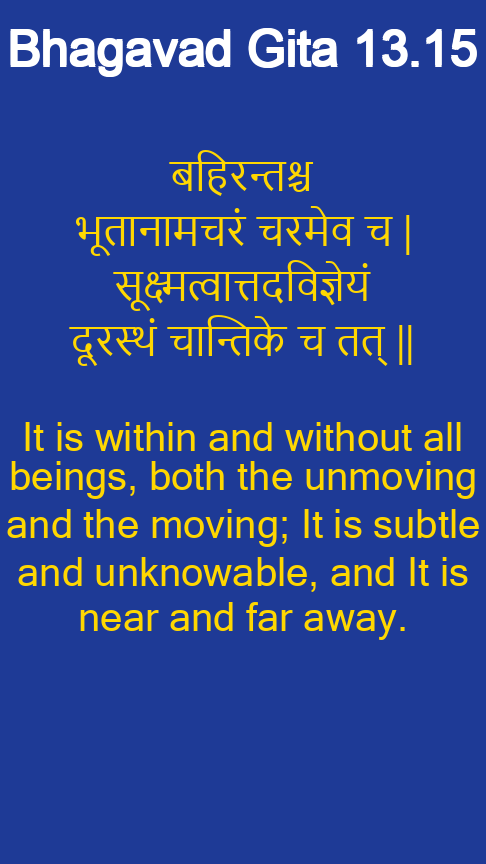 Bhagavad Gita 13.15
बहिरन्तश्च
भूतानामचरं चरमेव च |
सूक्ष्मत्वात्तदविज्ञेयं
दूरस्थं चान्तिके च तत् ||
It is within and without all
beings, both the unmoving
and the moving; It is subtle
and unknowable, and It is
near and far away.